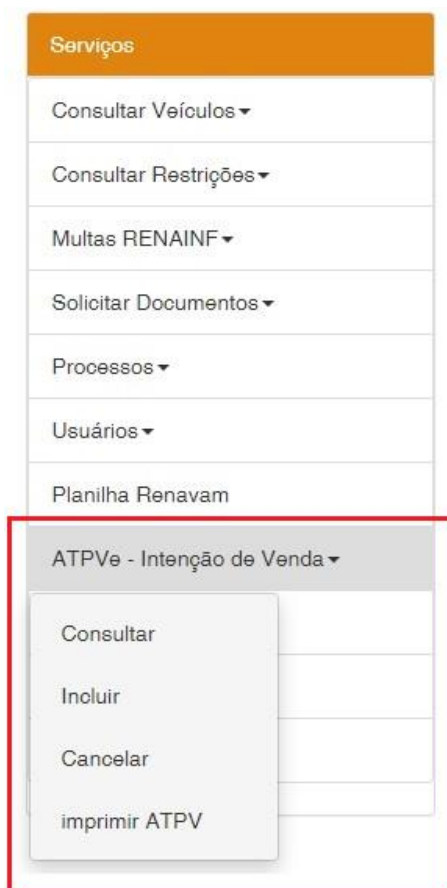 Serviços
Consultar Veículos
Consultar Restrições
Multas RENAINF
Solicitar Documentos
Processos
Usuários
Planilha Renavam
ATPVe - Intenção de Venda
Consultar
Incluir
Cancelar
imprimir ATPV